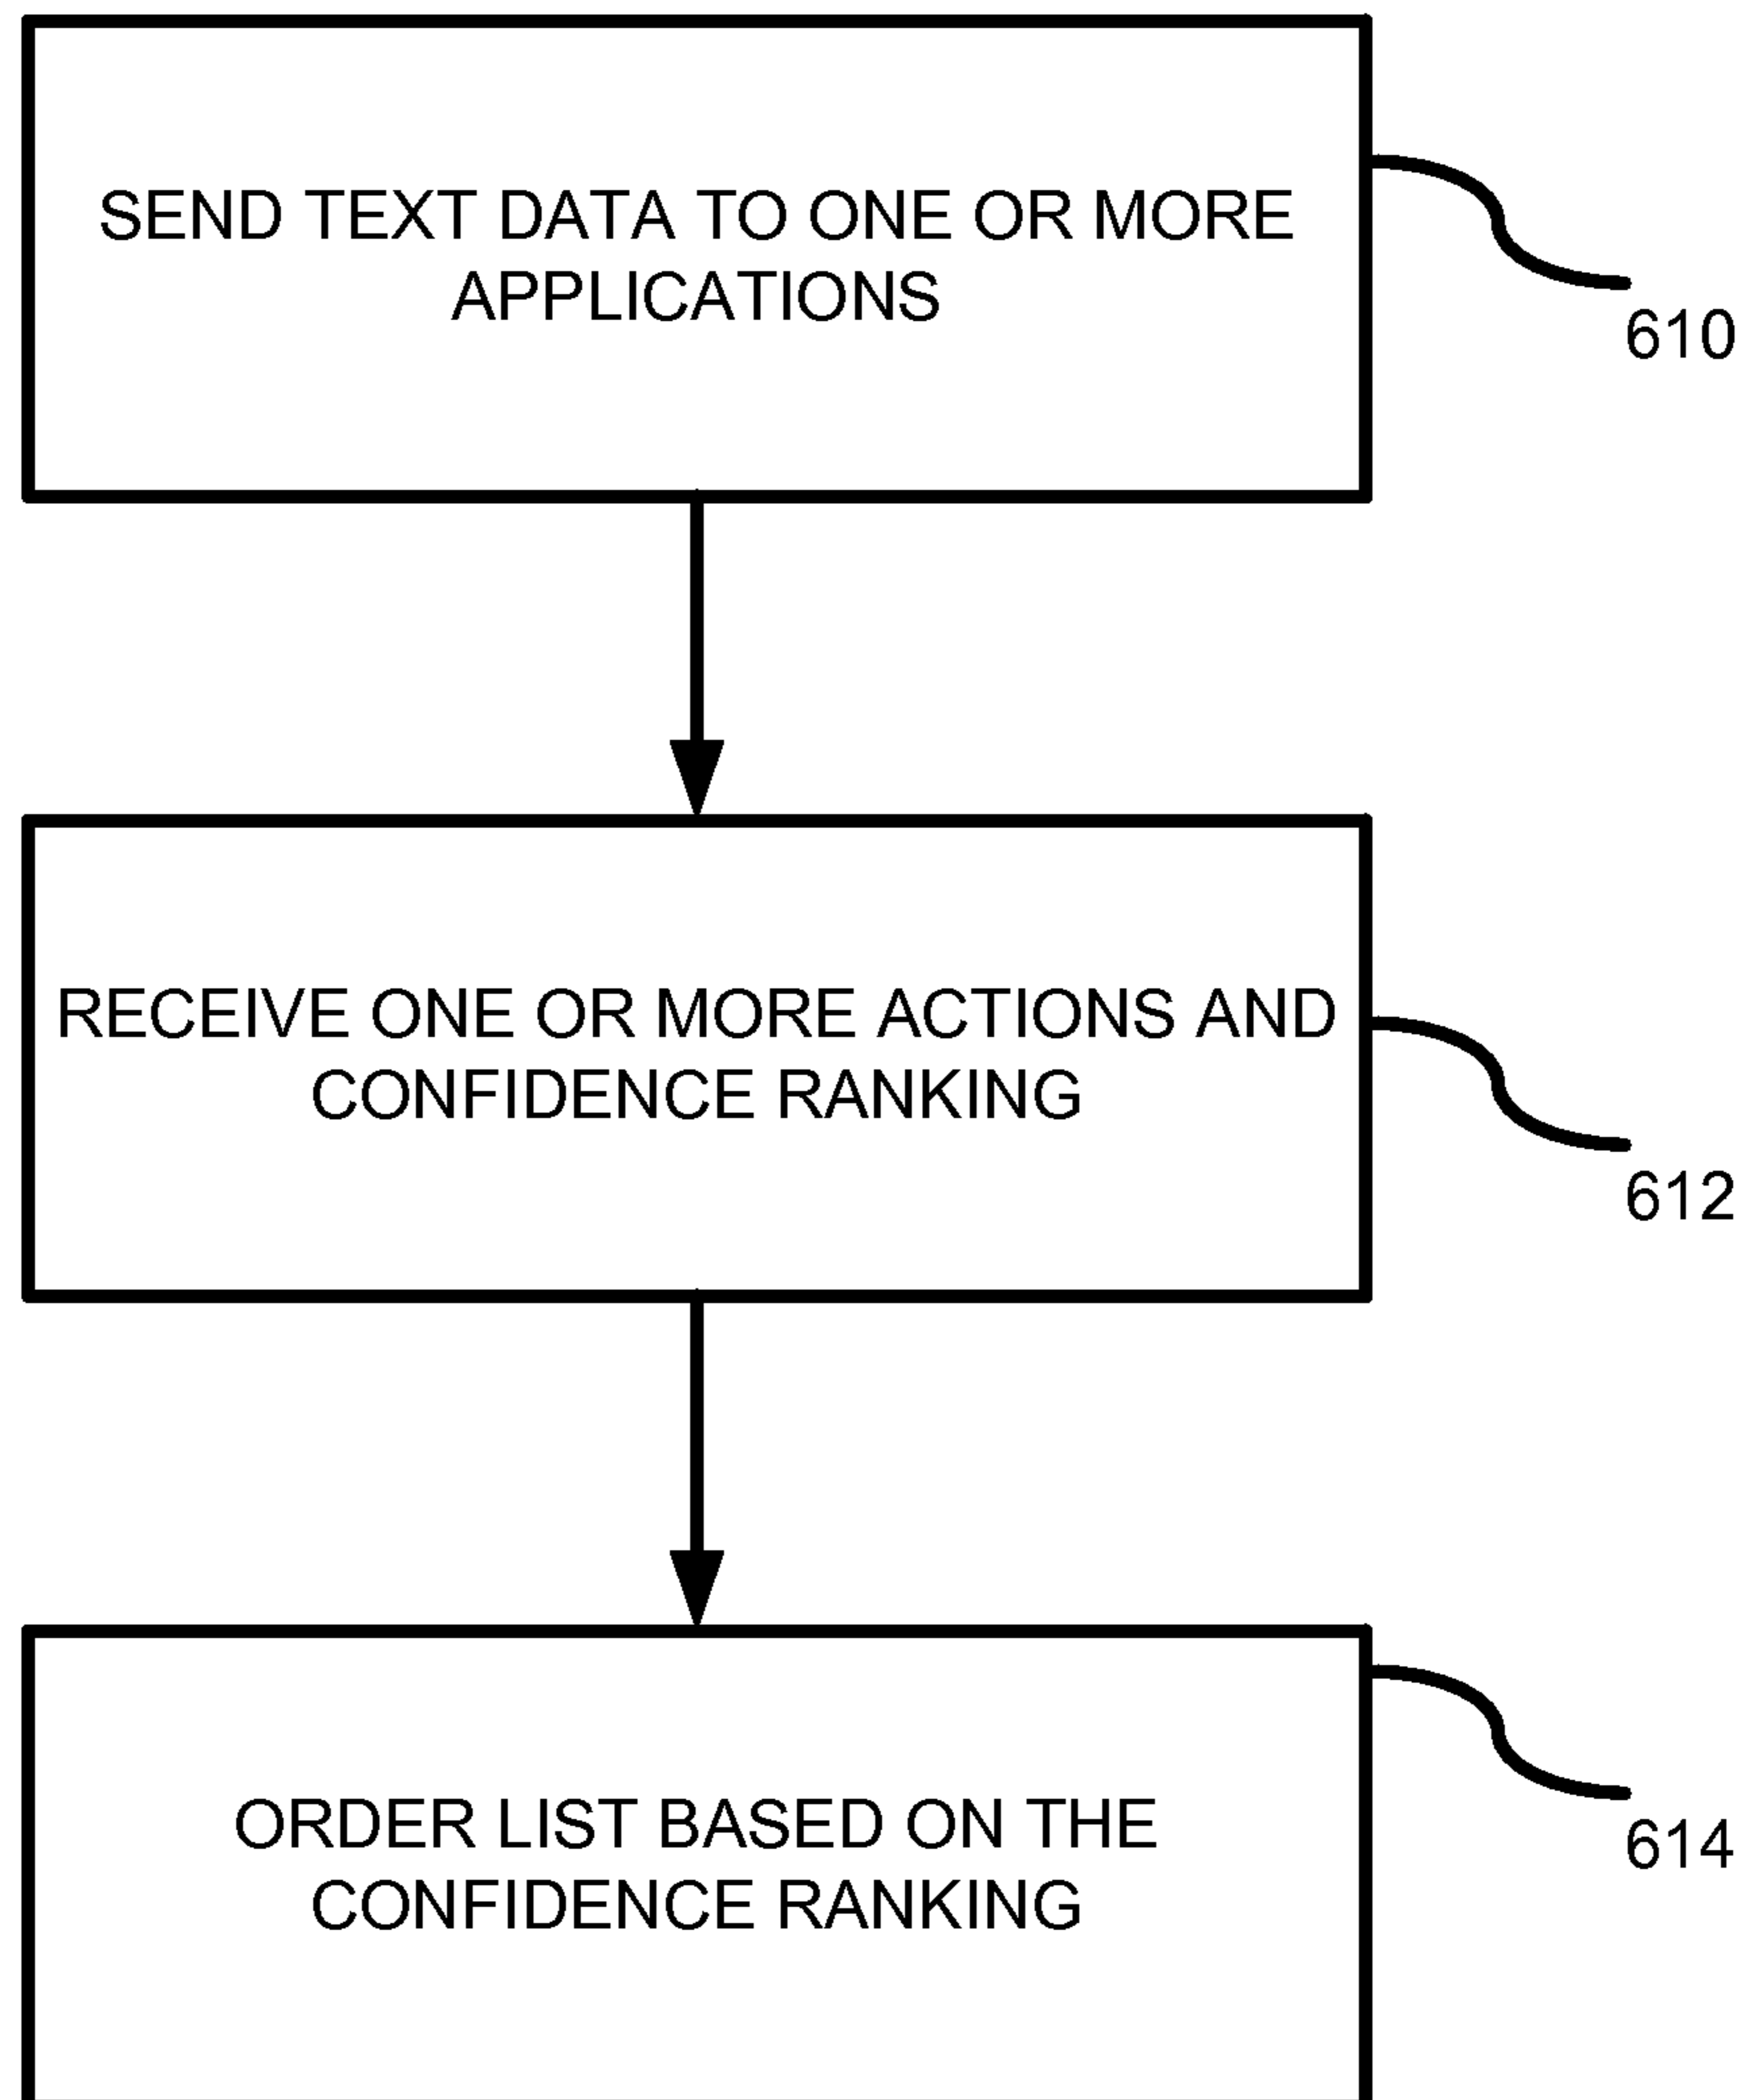 SEND TEXT DATA TO ONE OR MORE
APPLICATIONS
610
RECEIVE ONE OR MORE ACTIONS AND
CONFIDENCE RANKING
612
ORDER LIST BASED ON THE
CONFIDENCE RANKING
614